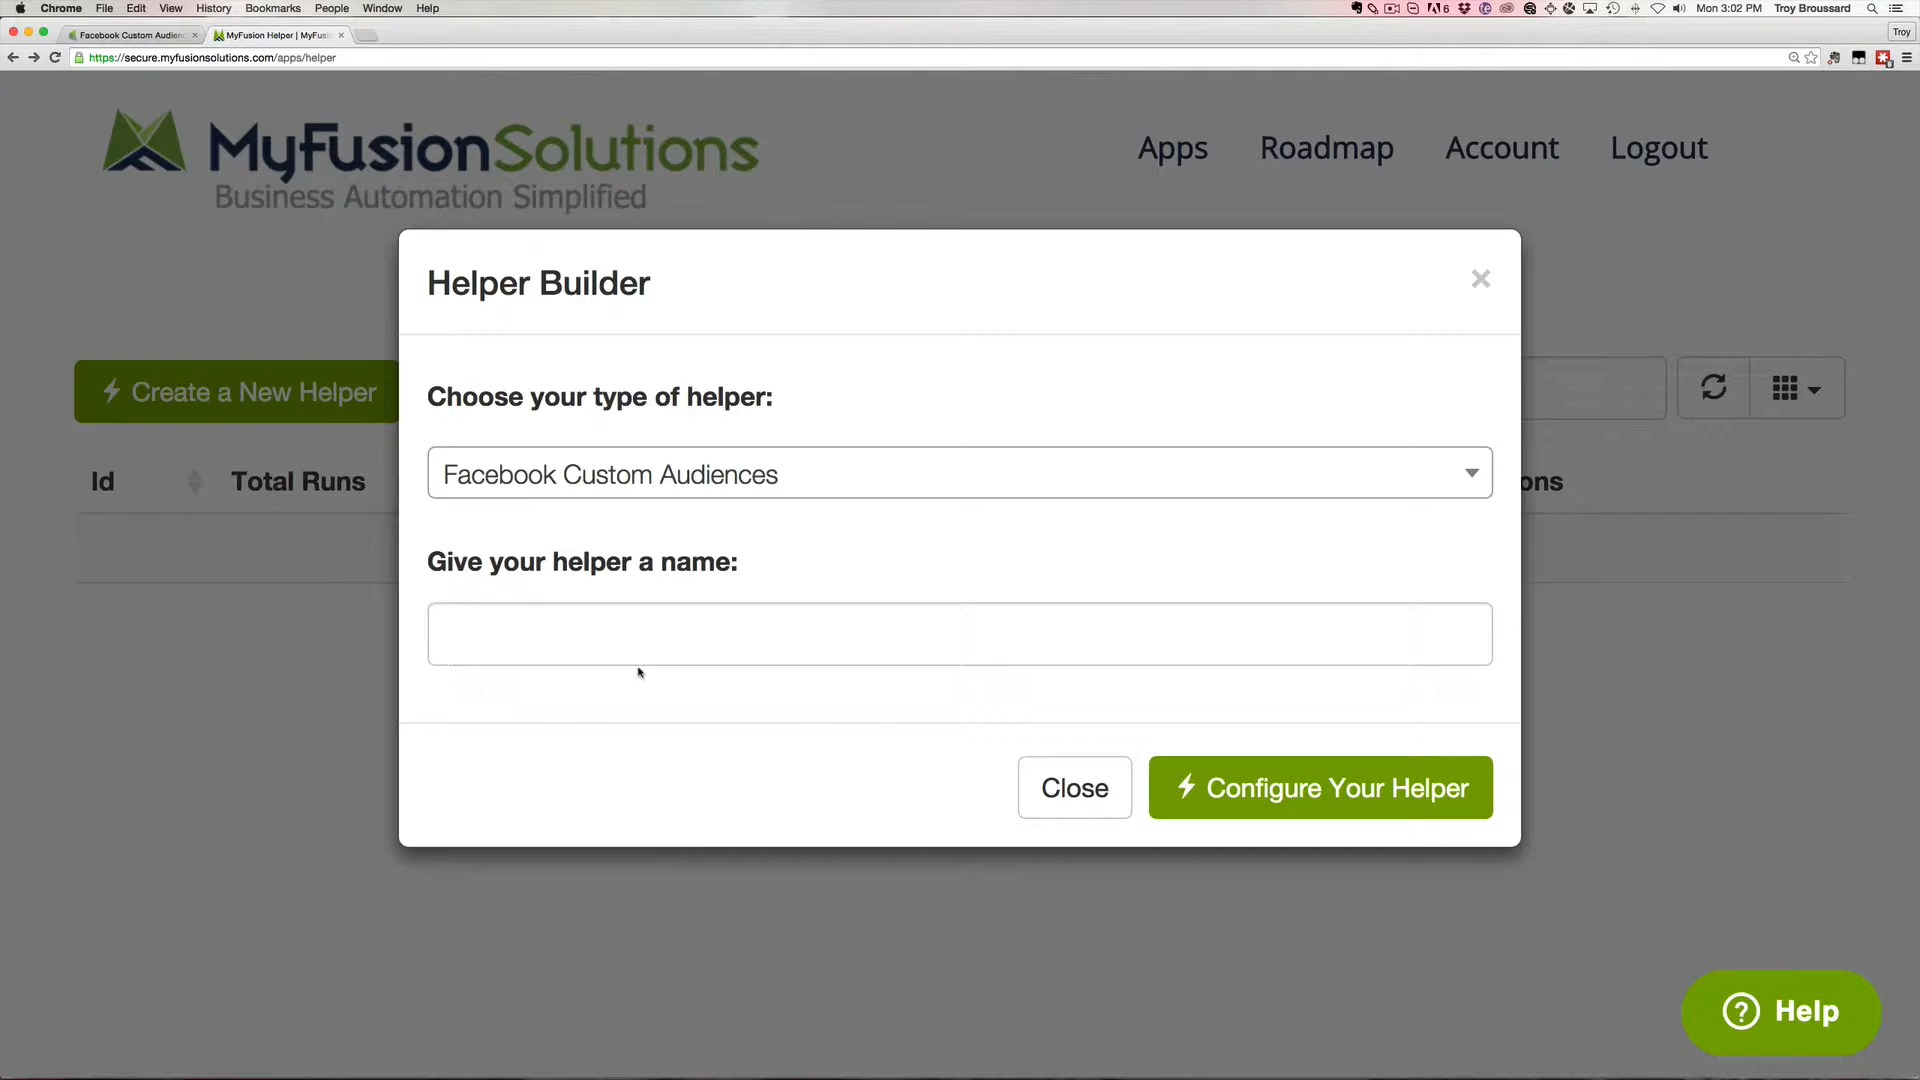 Chrome File Edit View History Bookmarks People Window Help
6 Mon 3:02 PM Troy Broussard
Facebook Custom Audien
MyFusion Helper | MyFusi
Troy
https://secure.myfusionsolutions.com/apps/helper
MyFusionSolutions
Business Automation Simplified
Apps Roadmap Account Logout
Helper Builder
×
Choose your type of helper:
Create a New Helper
Facebook Custom Audiences
Id Total Runs
ons
Give your helper a name:
Close
Configure Your Helper
? Help